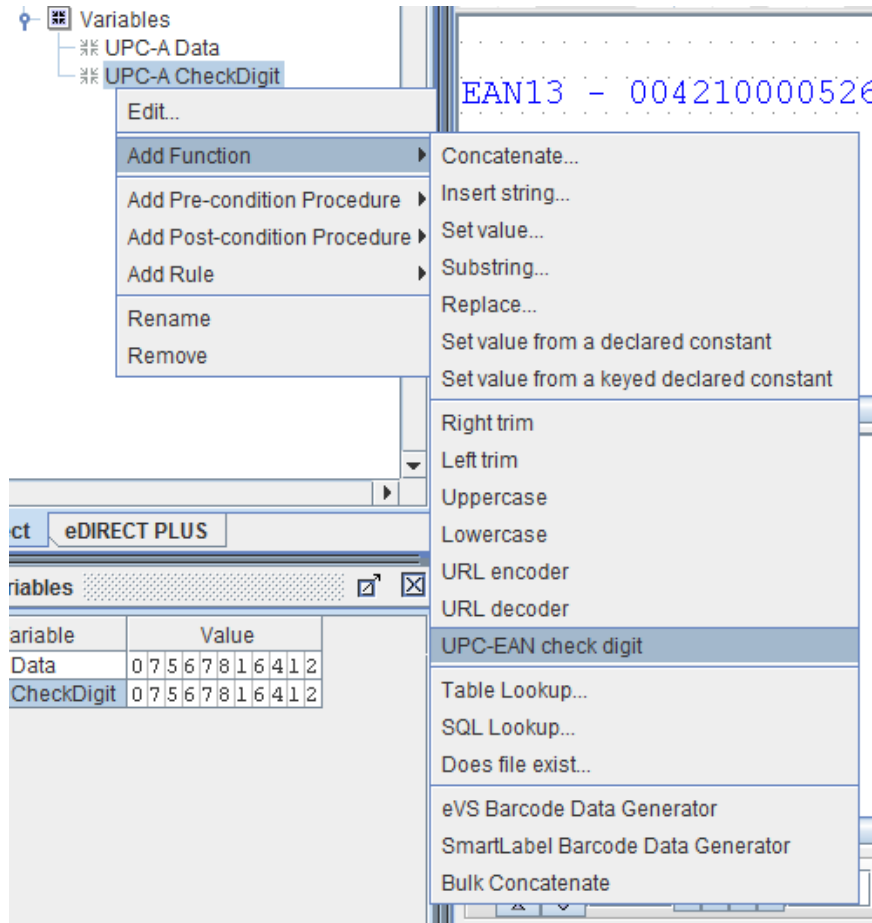 Variables
UPC-A Data
UPC-A CheckDigit
EAN13 - 00421000052
Edit...
Add Function
Add Pre-condition Procedure
Add Post-condition Procedure
Add Rule
Rename
Remove
Concatenate...
Insert string...
Set value...
Substring...
Replace...
Set value from a declared constant
Set value from a keyed declared constant
Right trim
Left trim
Uppercase
Lowercase
URL encoder
URL decoder
UPC-EAN check digit
Table Lookup...
SQL Lookup...
Does file exist...
eVS Barcode Data Generator
SmartLabel Barcode Data Generator
Bulk Concatenate
ct eDIRECT PLUS
riables
ariable Value
Data 07567816412
CheckDigit 07567816412